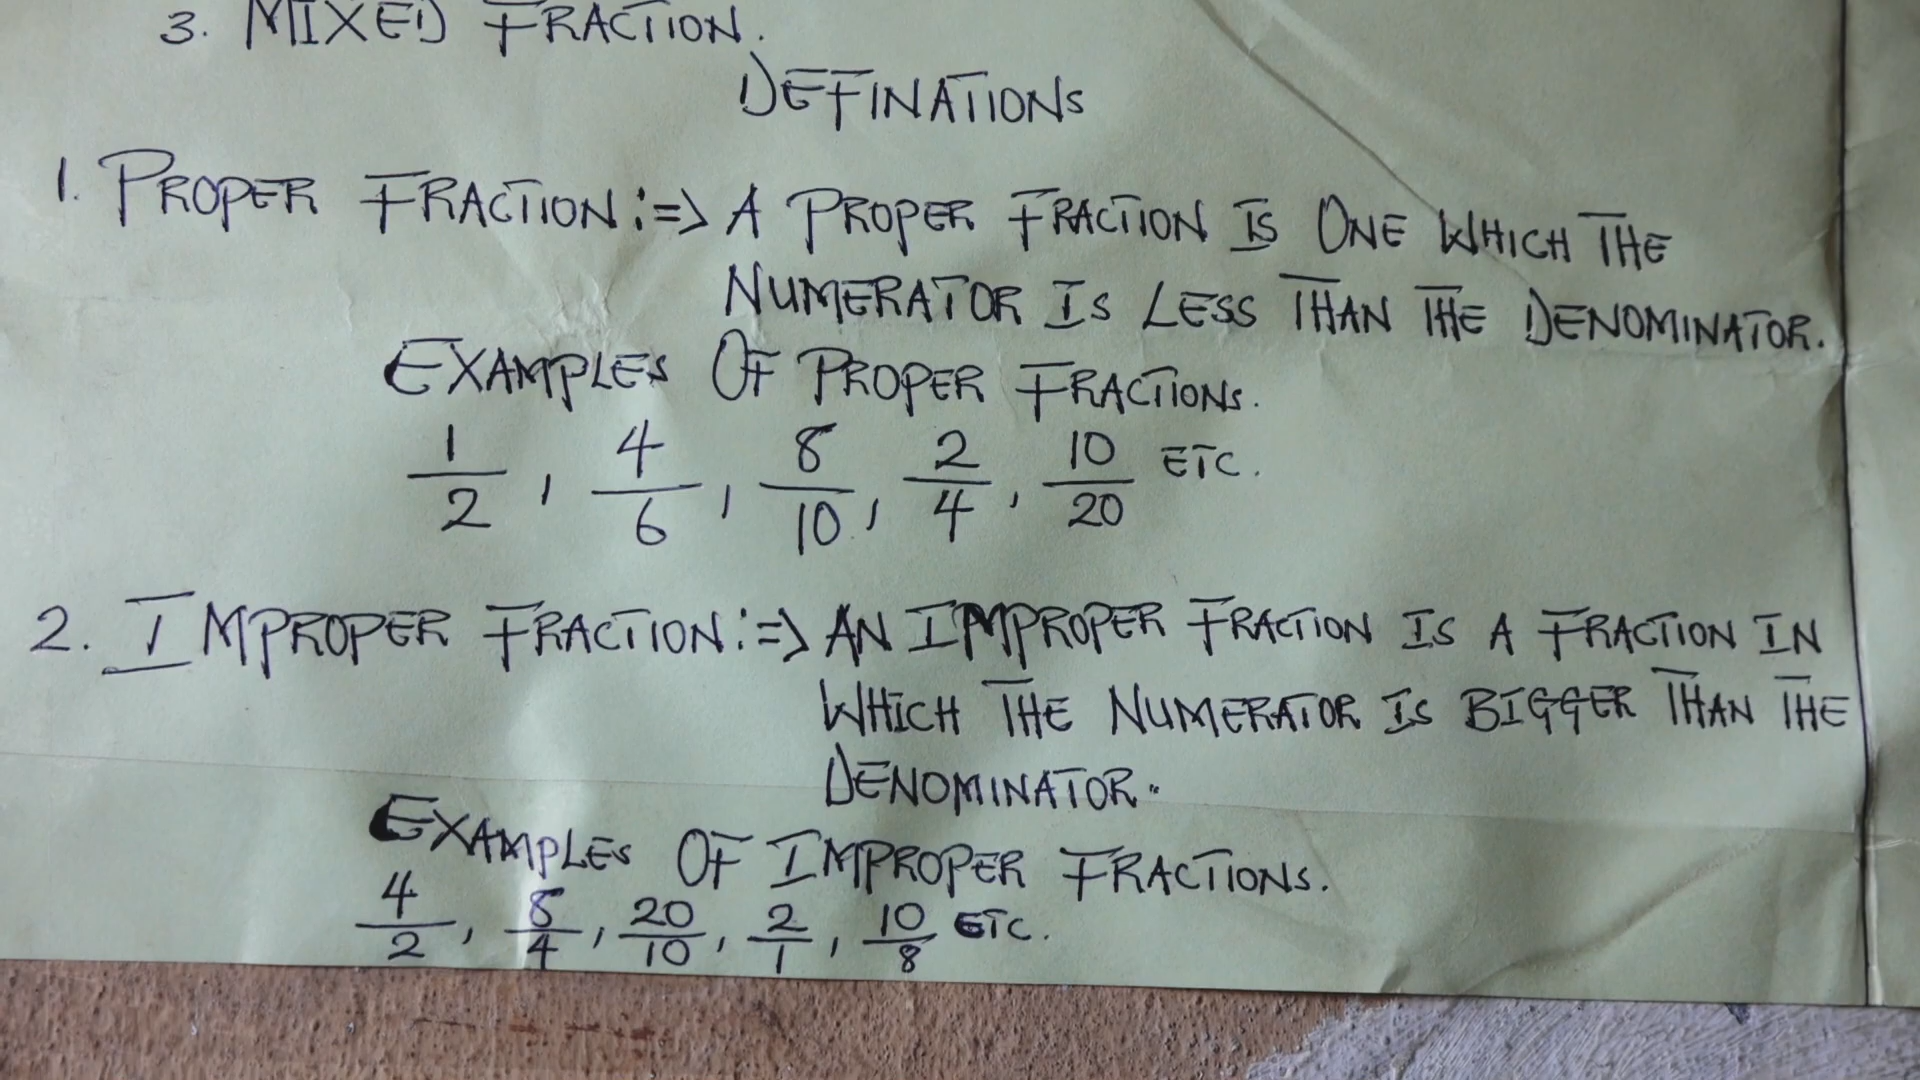 3. MIXED FRACTION.
DEFINATIONS
1. PROPER FRACTION:=> A PROPER FRACTION IS ONE WHICH THE
NUMERATOR IS LESS THAN THE DENOMINATOR.
EXAMPLES OF PROPER FRACTIONS.
1/2, 4/6, 8/10, 2/4, 10/20 ETC.
2. IMPROPER FRACTION:=> AN IMPROPER FRACTION IS A FRACTION IN
WHICH THE NUMERATOR IS BIGGER THAN THE
DENOMINATOR.
EXAMPLES OF IMPROPER FRACTIONS.
4/2, 8/4, 20/10, 2/1, 10/8 ETC.